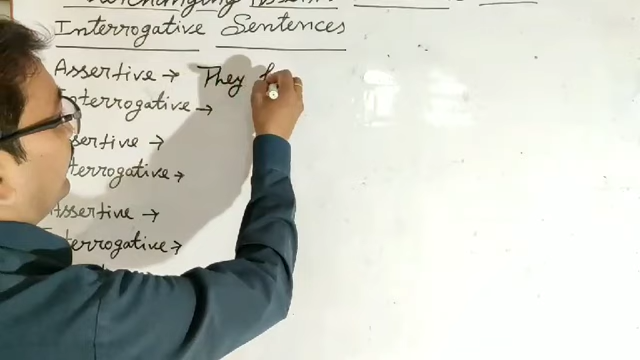 Interrogative Sentences
Assertive → They
Interrogative →
Assertive →
Interrogative →
Assertive →
Interrogative →